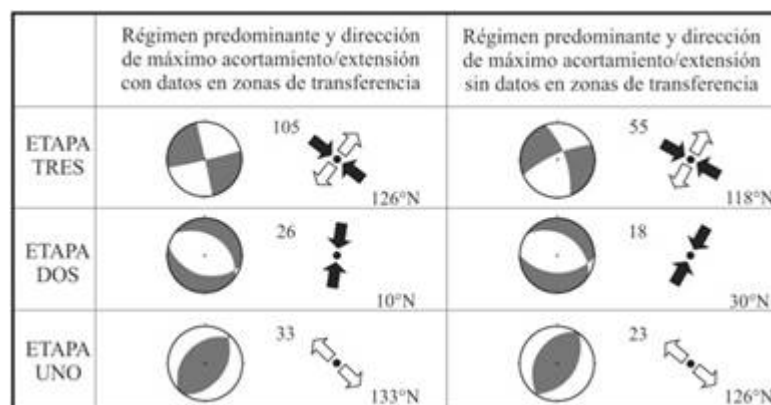 Régimen predominante y dirección
de máximo acortamiento/extensión
con datos en zonas de transferencia
Régimen predominante y dirección
de máximo acortamiento/extensión
sin datos en zonas de transferencia
ETAPA
TRES
105
126°N
55
118°N
ETAPA
DOS
26
10°N
18
30°N
ETAPA
UNO
33
133°N
23
126°N